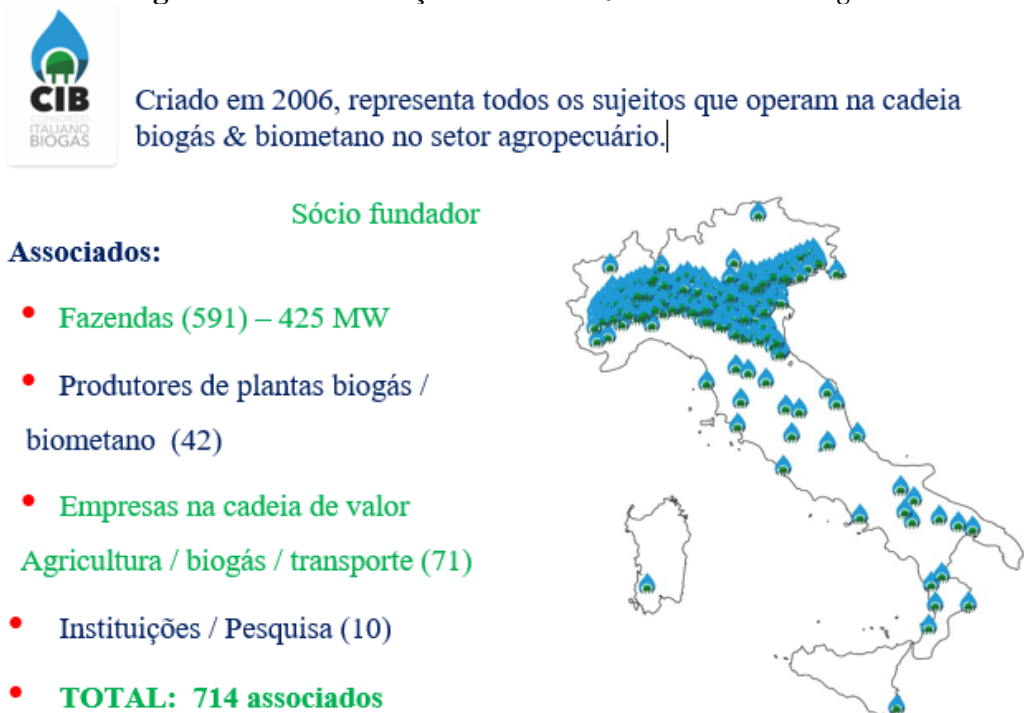 CIB
CONSORZIO
ITALIANO
BIOGAS
Criado em 2006, representa todos os sujeitos que operam na cadeia
biogás & biometano no setor agropecuário.
Sócio fundador
Associados:
• Fazendas (591) – 425 MW
• Produtores de plantas biogás /
biometano (42)
• Empresas na cadeia de valor
Agricultura / biogás / transporte (71)
• Instituições / Pesquisa (10)
• TOTAL: 714 associados